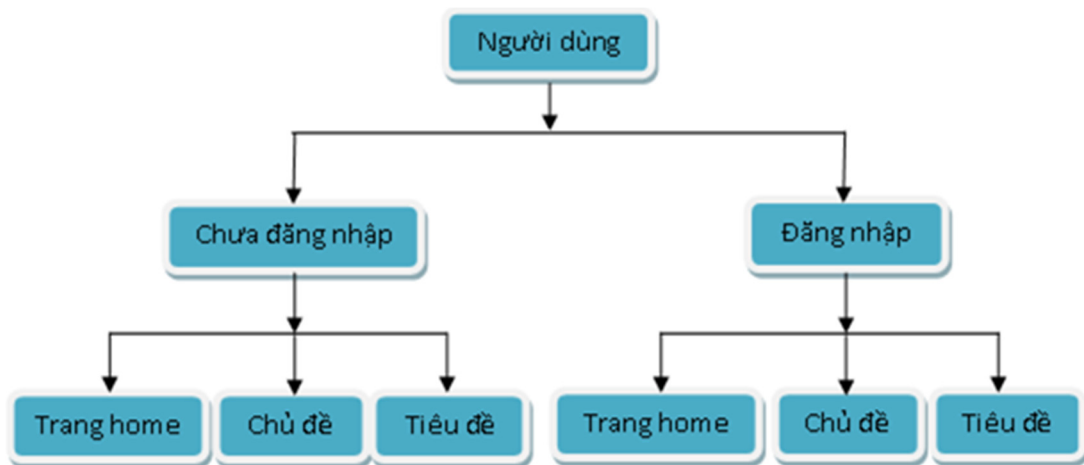 Người dùng
Chưa đăng nhập
Đăng nhập
Trang home
Chủ đề
Tiêu đề
Trang home
Chủ đề
Tiêu đề